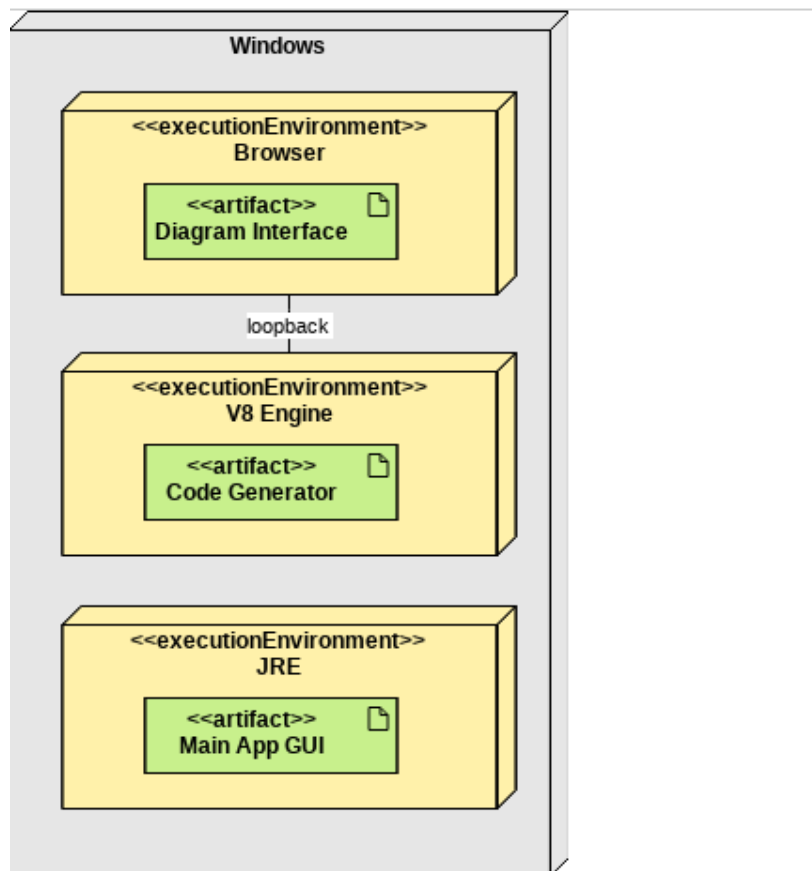 Windows
<<executionEnvironment>>
Browser
<<artifact>>
Diagram Interface
loopback
<<executionEnvironment>>
V8 Engine
<<artifact>>
Code Generator
<<executionEnvironment>>
JRE
<<artifact>>
Main App GUI